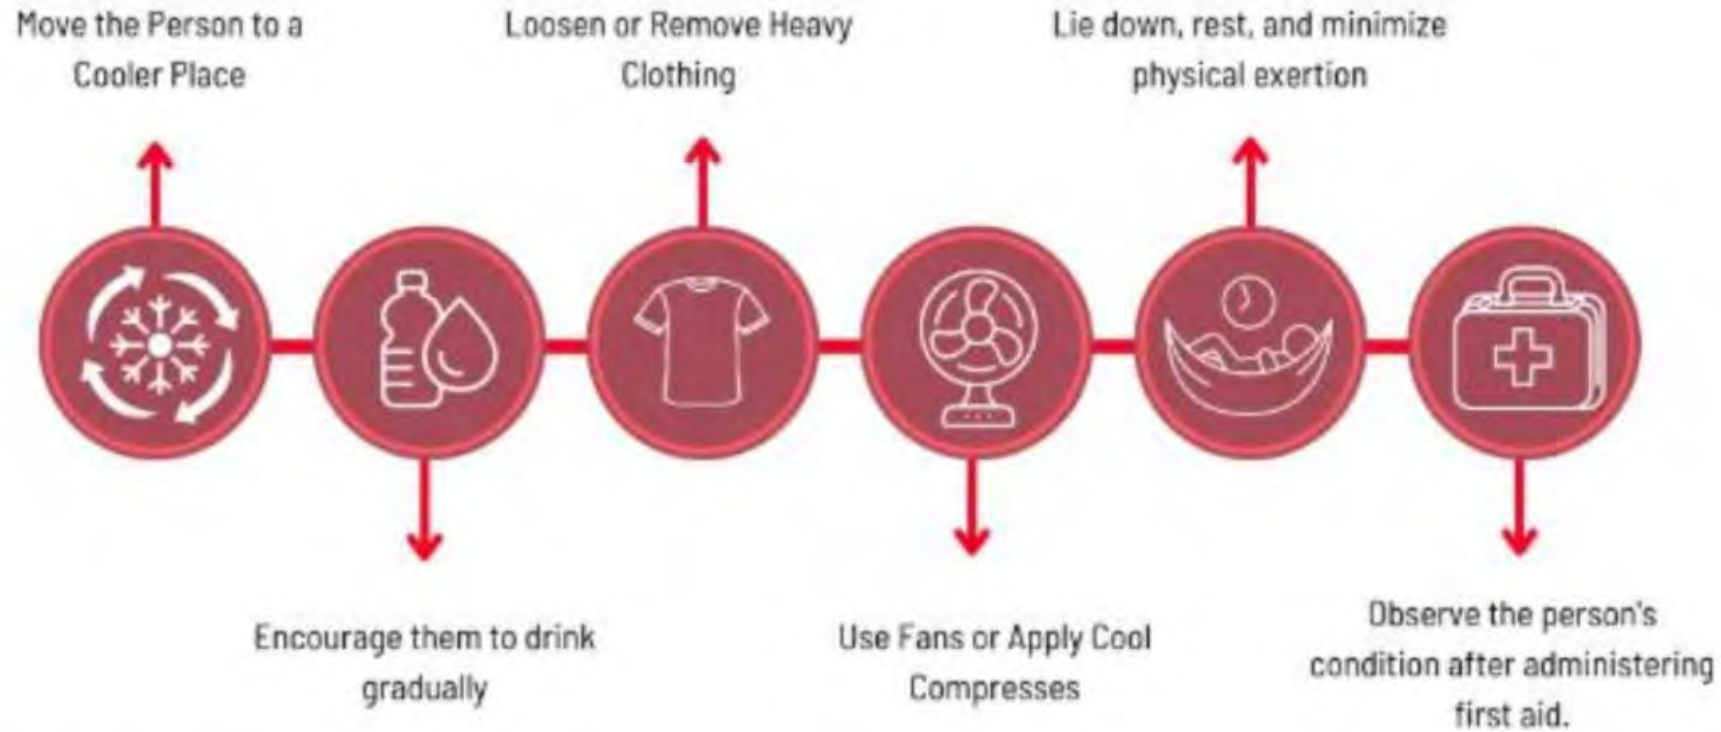 Move the Person to a
Cooler Place
Encourage them to drink
gradually
Loosen or Remove Heavy
Clothing
Use Fans or Apply Cool
Compresses
Lie down, rest, and minimize
physical exertion
Observe the person's
condition after administering
first aid.